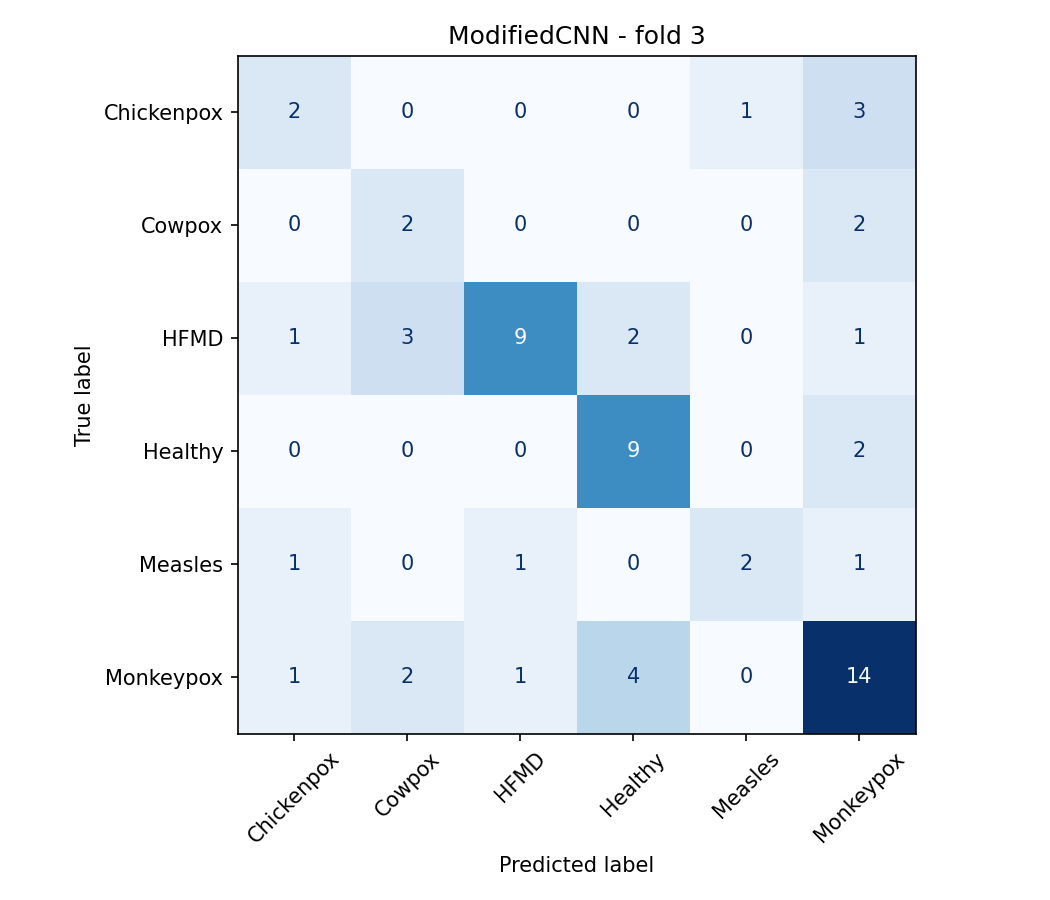 ModifiedCNN - fold 3
Chickenpox 2 0 0 0 1 3
Cowpox 0 2 0 0 0 2
HFMD 1 3 9 2 0 1
Healthy 0 0 0 9 0 2
Measles 1 0 1 0 2 1
Monkeypox 1 2 1 4 0 14
True label
Chickenpox Cowpox HFMD Healthy Measles Monkeypox
Predicted label